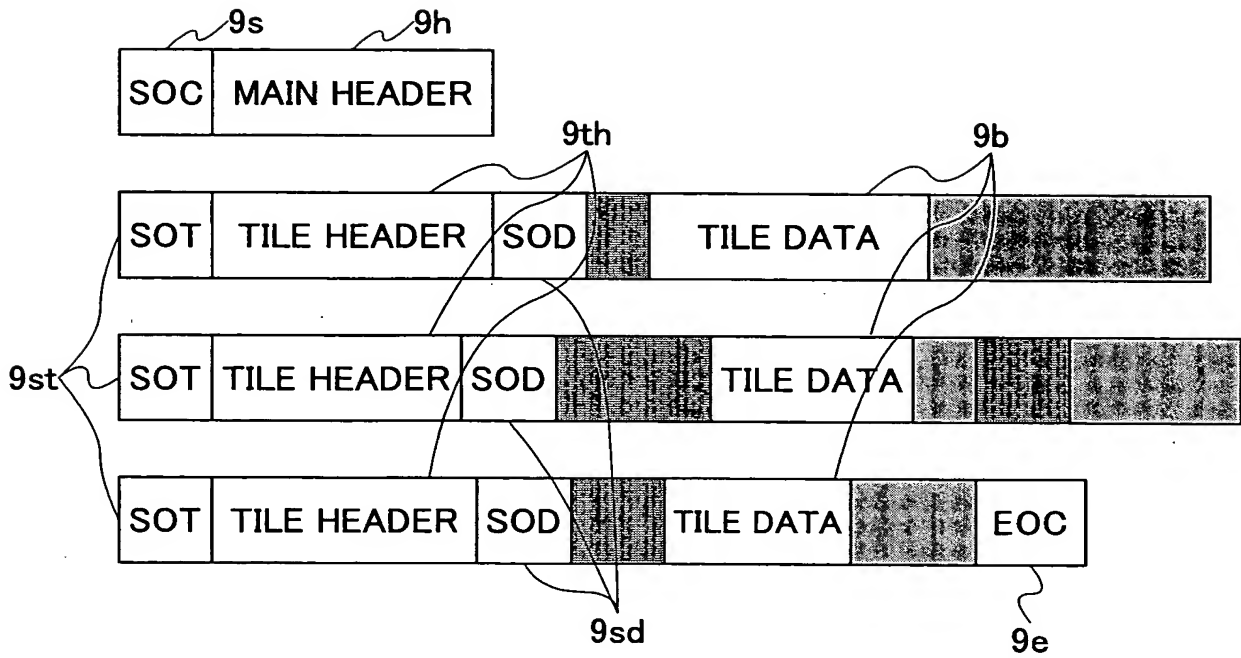 9s 9h
SOC MAIN HEADER
9th 9b
SOT TILE HEADER SOD TILE DATA
9st SOT TILE HEADER SOD TILE DATA
SOT TILE HEADER SOD TILE DATA EOC
9sd 9e